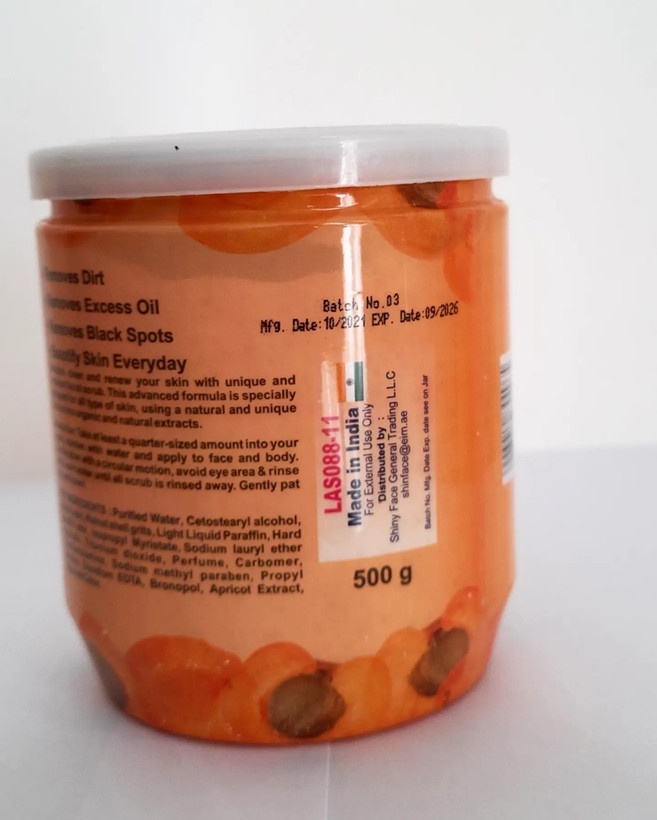 Dirt
Excess Oil
Black Spots
Skin Everyday
and renew your skin with unique and
scrub. This advanced formula is specially
all type of skin, using a natural and unique
organic and natural extracts.
Take at least a quarter-sized amount into your
with water and apply to face and body.
with a circular motion, avoid eye area & rinse
until all scrub is rinsed away. Gently pat
: Purified Water, Cetostearyl alcohol,
shell grits, Light Liquid Paraffin, Hard
Myristate, Sodium lauryl ether
dioxide, Perfume, Carbomer,
Sodium methyl paraben, Propyl
EDTA, Bronopol, Apricot Extract,
Batch No.03
Mfg. Date:10/2021 EXP. Date:09/2026
LAS088-11
Made in India
For External Use Only
Distributed by :
Shiny Face General Trading L.L.C
shinface@eim.ae
Batch No. Mfg. Date Exp. date see on Jar
500 g